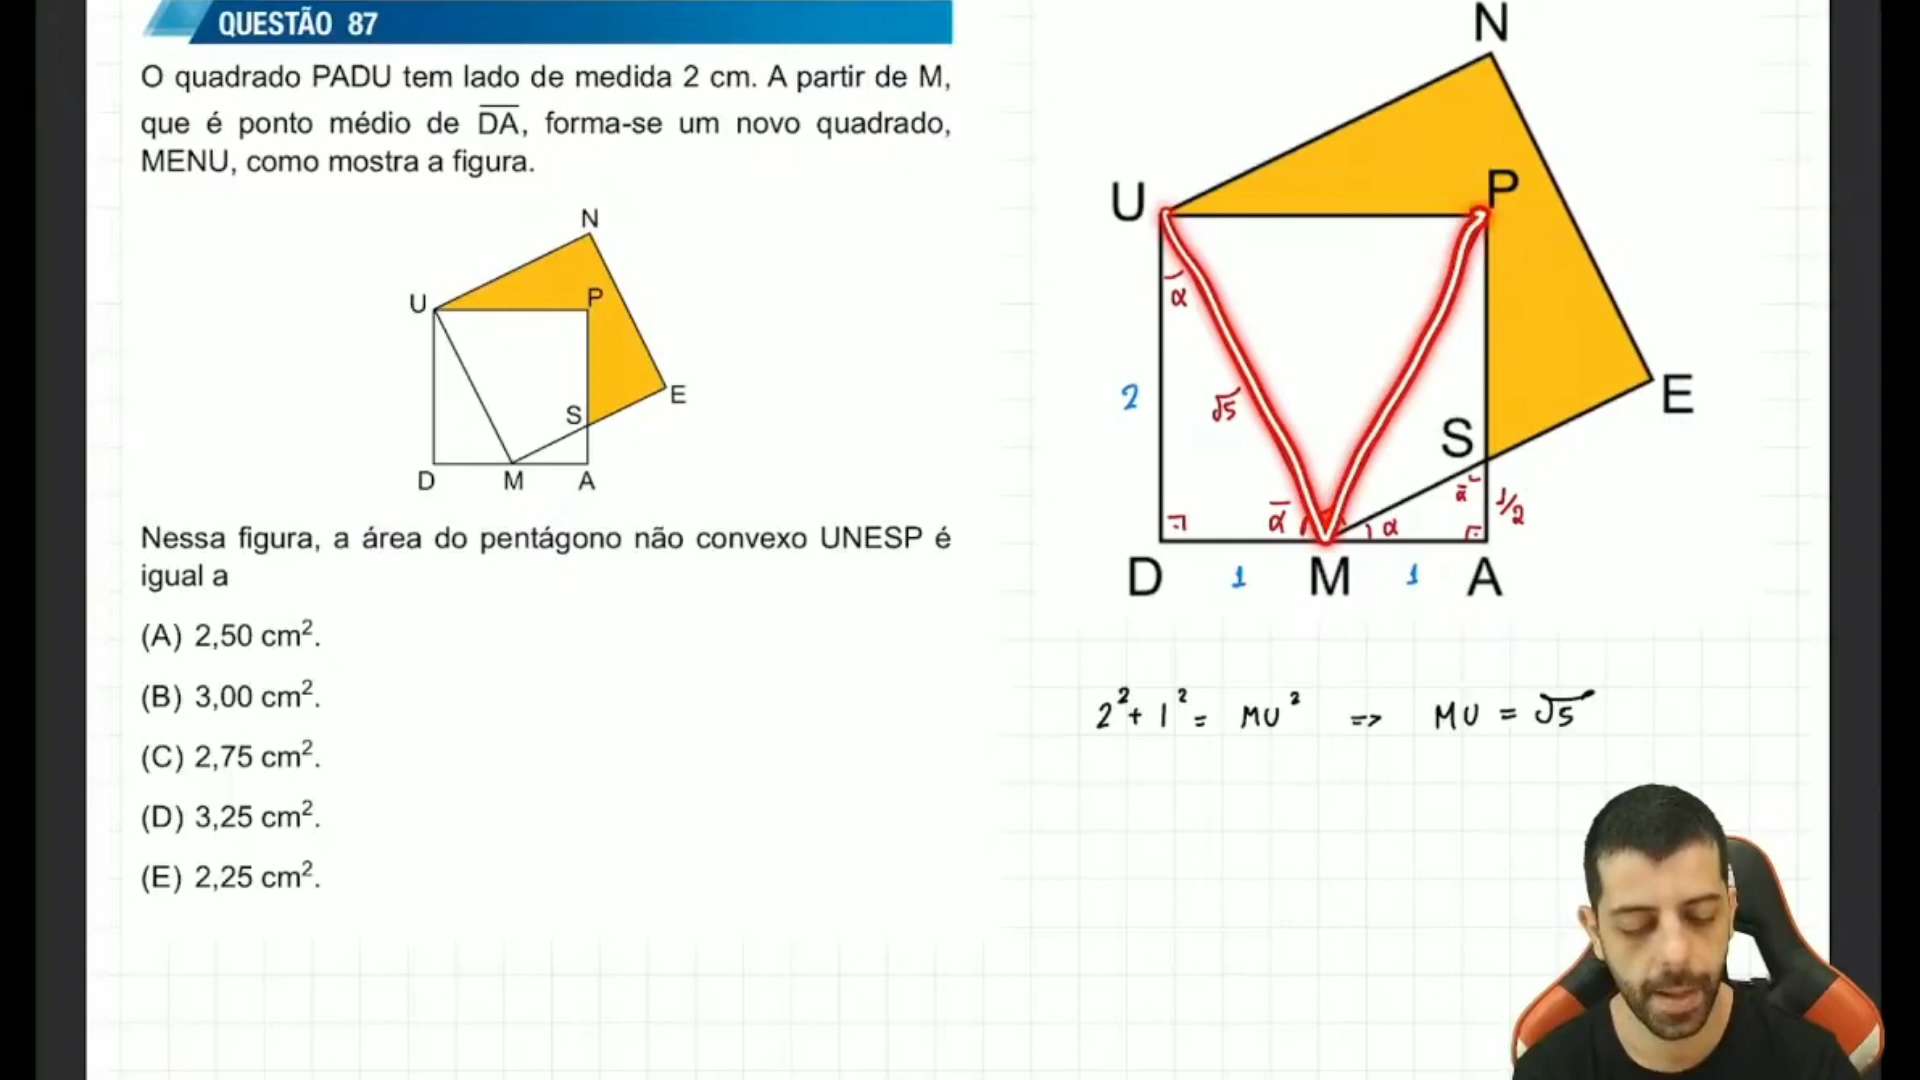 QUESTÃO 87
O quadrado PADU tem lado de medida 2 cm. A partir de M,
que é ponto médio de D̅A̅, forma-se um novo quadrado,
MENU, como mostra a figura.
N
U
P
S
E
D
M
A
Nessa figura, a área do pentágono não convexo UNESP é
igual a
(A) 2,50 cm².
(B) 3,00 cm².
(C) 2,75 cm².
(D) 3,25 cm².
(E) 2,25 cm².
N
U
P
α
2
√5
E
S
ᾱ
1/2
ᾱ
α
D
1
M
1
A
2² + 1² = MU² => MU = √5